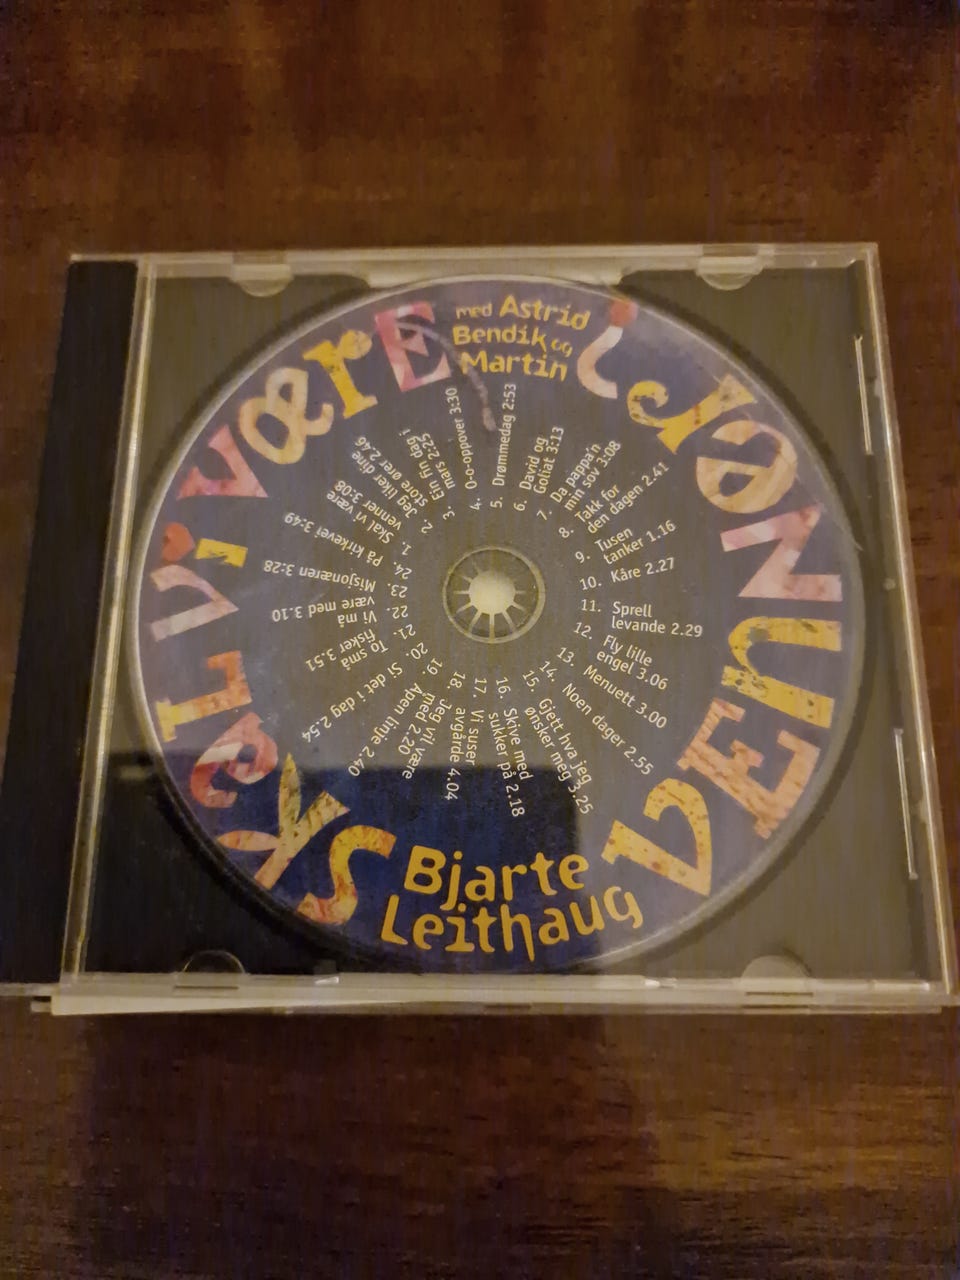 SKaL Vi VærE
VENNer?
med Astrid
Bendik og
Martin
1. Skal vi være
venner 3:08
2. Jeg liker dine
store ører 2.46
3. Ein fin dag i
mars 2:25
4. O-o-oppover 3:30
5. Drømmedag 2:53
6. David og
Goliat 3:13
7. Da pappa'n
min sov 3:08
8. Takk for
den dagen 2.41
9. Tusen
tanker 1.16
10. Kåre 2.27
11. Sprell
levande 2.29
12. Fly lille
engel 3.06
13. Menuett 3.00
14. Noen dager 2.55
15. Gjett hva jeg
ønsker meg 3.25
16. Skive med
sukker på 2.18
17. Vi suser
avgårde 4.04
18. Jeg vil være
med 2.20
19. Åpen linje 2.40
20. Si det i dag 2.54
21. To små
fisker 3.51
22. Vi må
være med 3.10
23. Misjonæren 3:28
24. På kirkevei 3:49
Bjarte
Leithaug